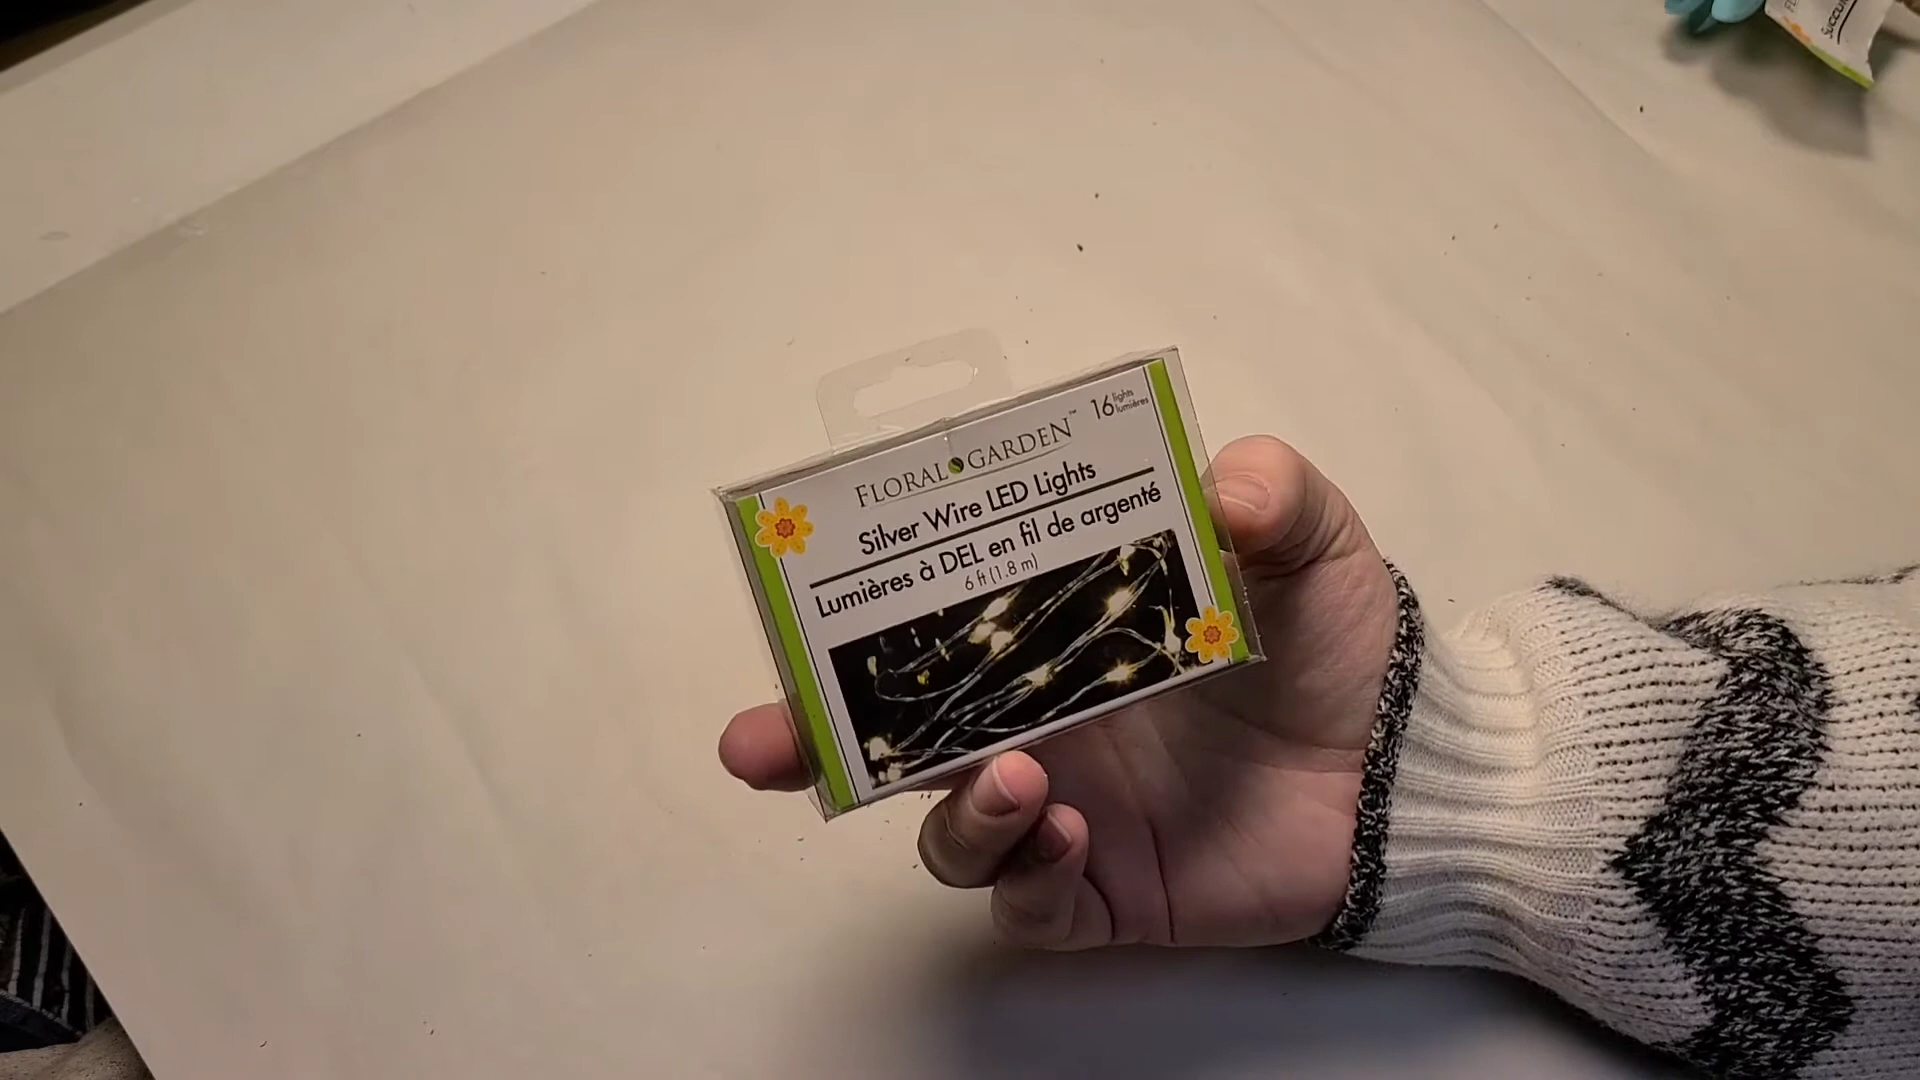 16 lights
lumières
FLORAL GARDEN™
Silver Wire LED Lights
Lumières à DEL en fil de argenté
6 ft (1.8 m)